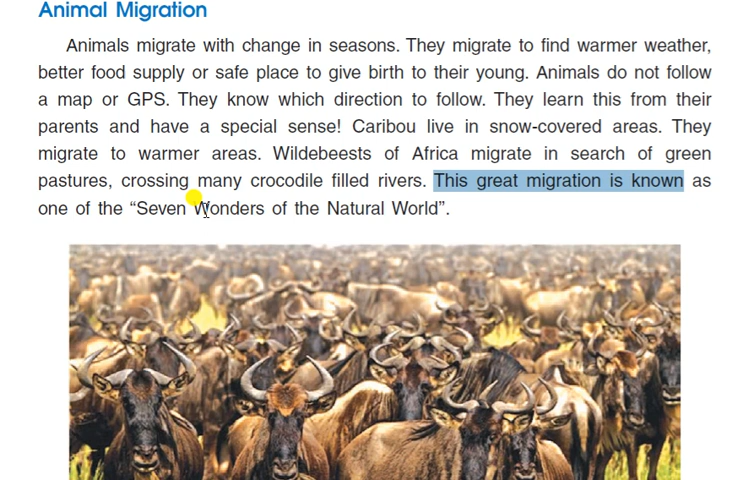 Animal Migration
Animals migrate with change in seasons. They migrate to find warmer weather,
better food supply or safe place to give birth to their young. Animals do not follow
a map or GPS. They know which direction to follow. They learn this from their
parents and have a special sense! Caribou live in snow-covered areas. They
migrate to warmer areas. Wildebeests of Africa migrate in search of green
pastures, crossing many crocodile filled rivers. This great migration is known as
one of the “Seven Wonders of the Natural World”.